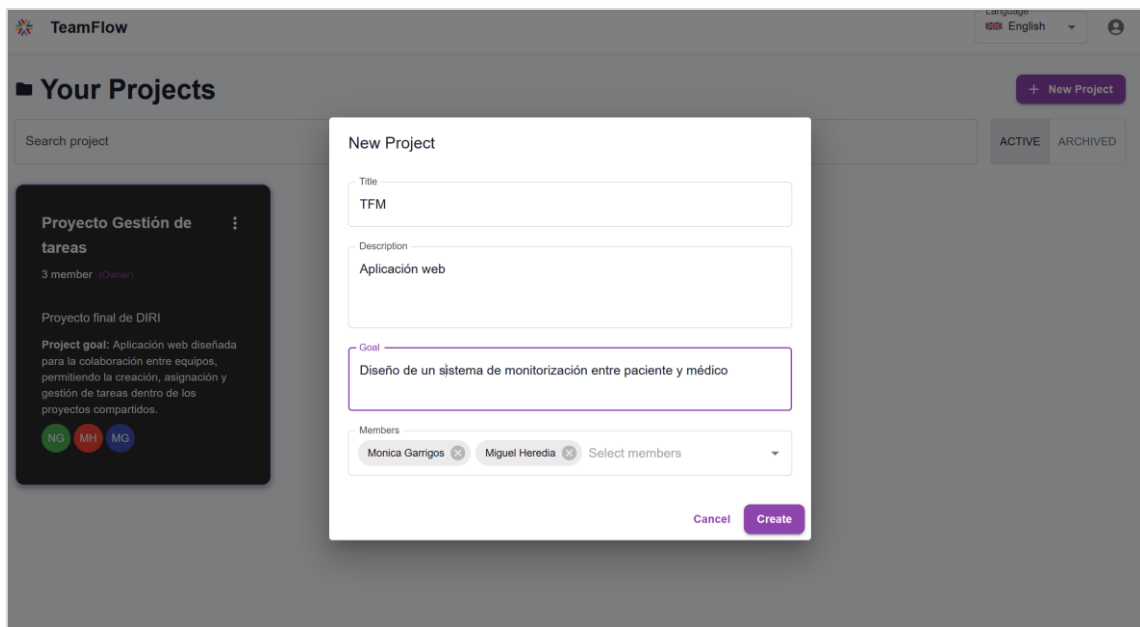 Language
TeamFlow
English
Your Projects
+ New Project
Search project
ACTIVE ARCHIVED
Proyecto Gestión de
tareas
3 member (Owner)
Proyecto final de DIRI
Project goal: Aplicación web diseñada
para la colaboración entre equipos,
permitiendo la creación, asignación y
gestión de tareas dentro de los
proyectos compartidos.
NG MH MG
New Project
Title
TFM
Description
Aplicación web
Goal
Diseño de un sistema de monitorización entre paciente y médico
Members
Monica Garrigos Miguel Heredia Select members
Cancel Create